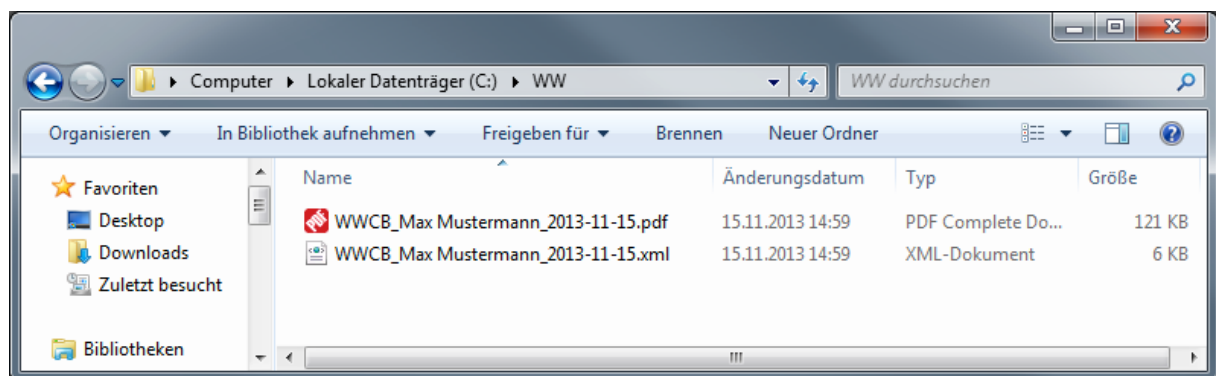 Computer Lokaler Datenträger (C:) WW WW durchsuchen
Organisieren In Bibliothek aufnehmen Freigeben für Brennen Neuer Ordner
Favoriten
Desktop
Downloads
Zuletzt besucht
Bibliotheken
Name Änderungsdatum Typ Größe
WWCB_Max Mustermann_2013-11-15.pdf 15.11.2013 14:59 PDF Complete Do... 121 KB
WWCB_Max Mustermann_2013-11-15.xml 15.11.2013 14:59 XML-Dokument 6 KB